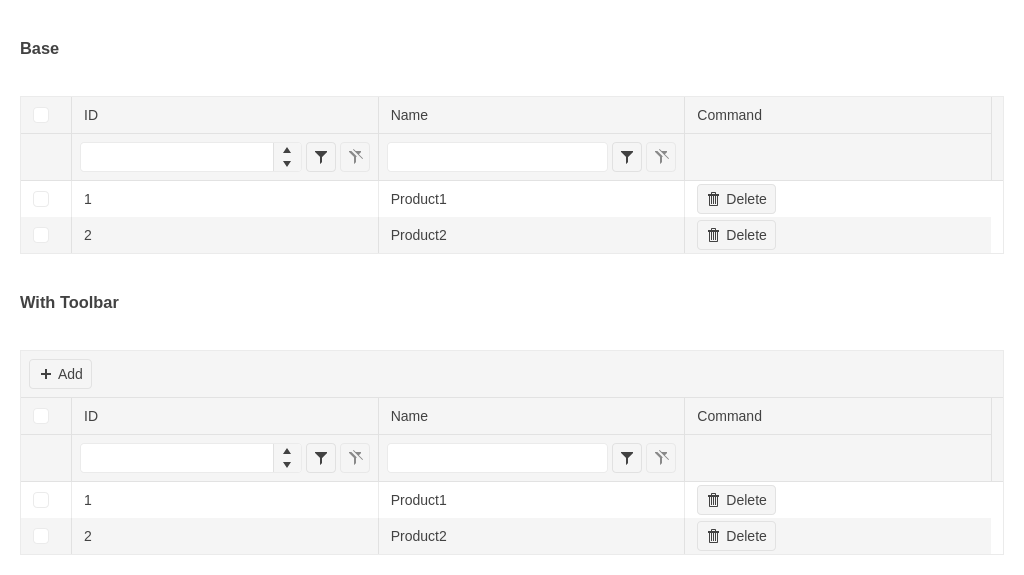 Base
ID Name Command
1 Product1 Delete
2 Product2 Delete
With Toolbar
Add
ID Name Command
1 Product1 Delete
2 Product2 Delete